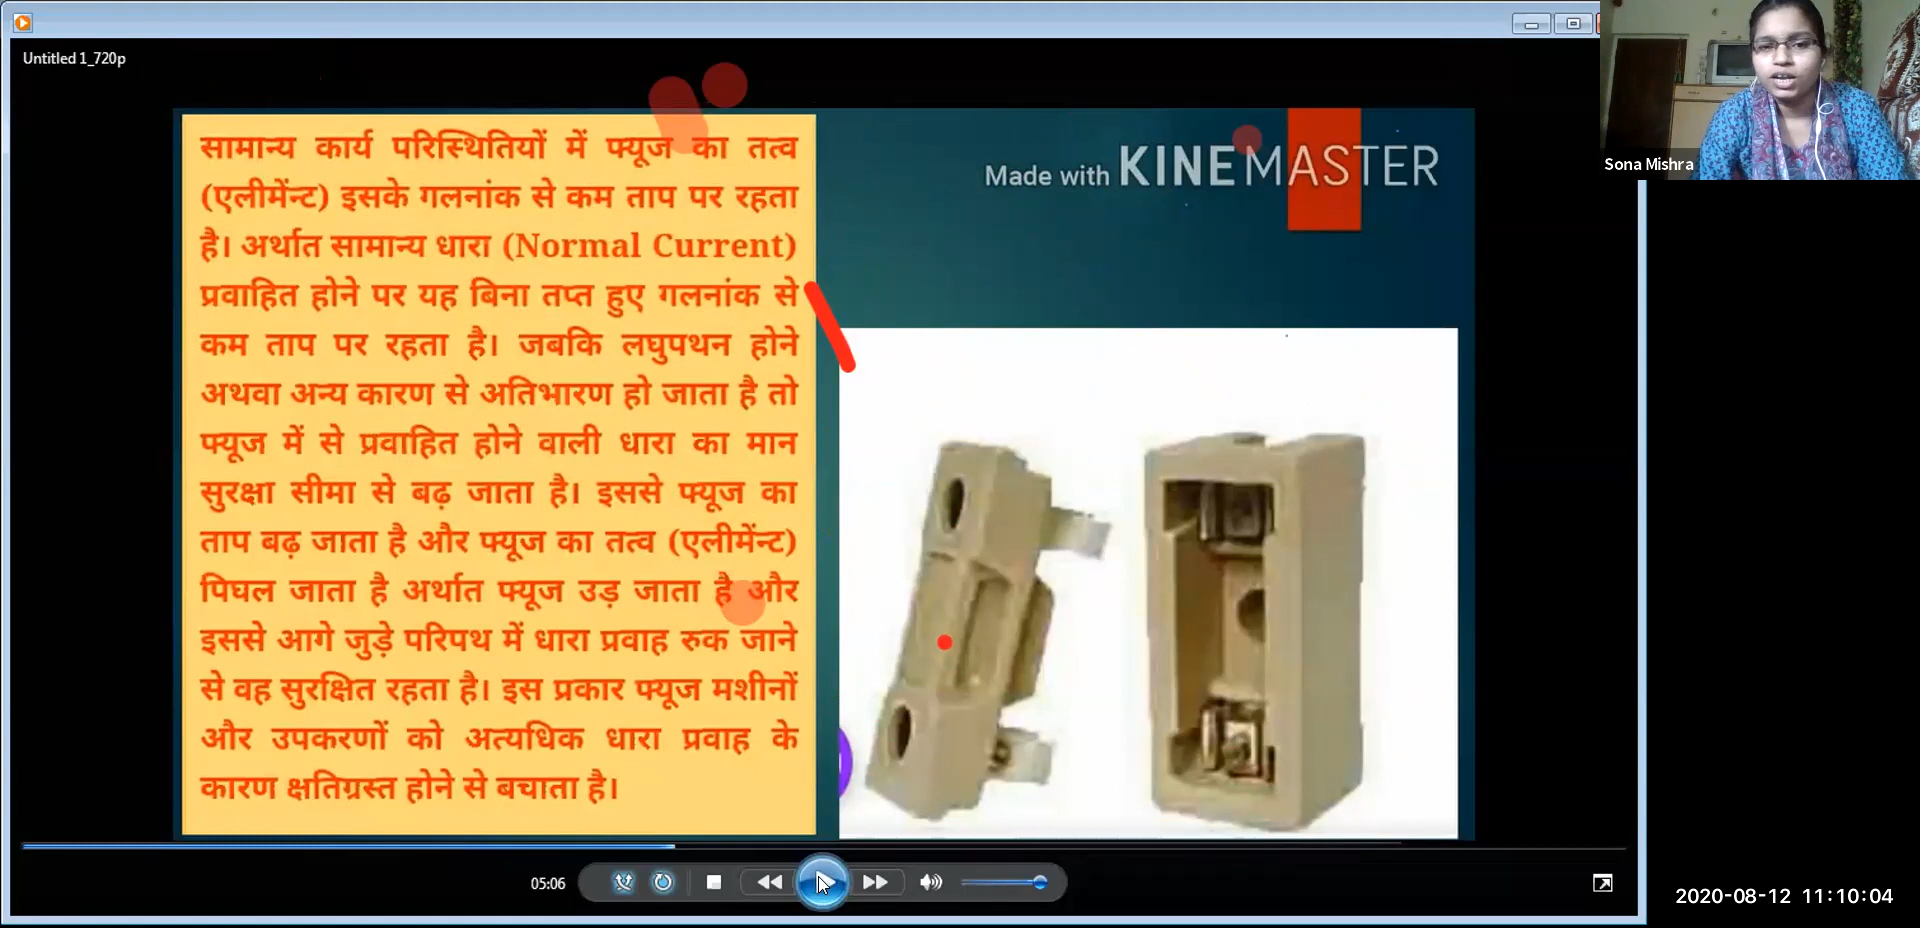 Untitled 1_720p
सामान्य कार्य परिस्थितियों में फ्यूज का तत्व
(एलीमेंन्ट) इसके गलनांक से कम ताप पर रहता
है। अर्थात सामान्य धारा (Normal Current)
प्रवाहित होने पर यह बिना तप्त हुए गलनांक से
कम ताप पर रहता है। जबकि लघुपथन होने
अथवा अन्य कारण से अतिभारण हो जाता है तो
फ्यूज में से प्रवाहित होने वाली धारा का मान
सुरक्षा सीमा से बढ़ जाता है। इससे फ्यूज का
ताप बढ़ जाता है और फ्यूज का तत्व (एलीमेंन्ट)
पिघल जाता है अर्थात फ्यूज उड़ जाता है और
इससे आगे जुड़े परिपथ में धारा प्रवाह रुक जाने
से वह सुरक्षित रहता है। इस प्रकार फ्यूज मशीनों
और उपकरणों को अत्यधिक धारा प्रवाह के
कारण क्षतिग्रस्त होने से बचाता है।
Made with KINEMASTER
Sona Mishra
05:06
2020-08-12 11:10:04